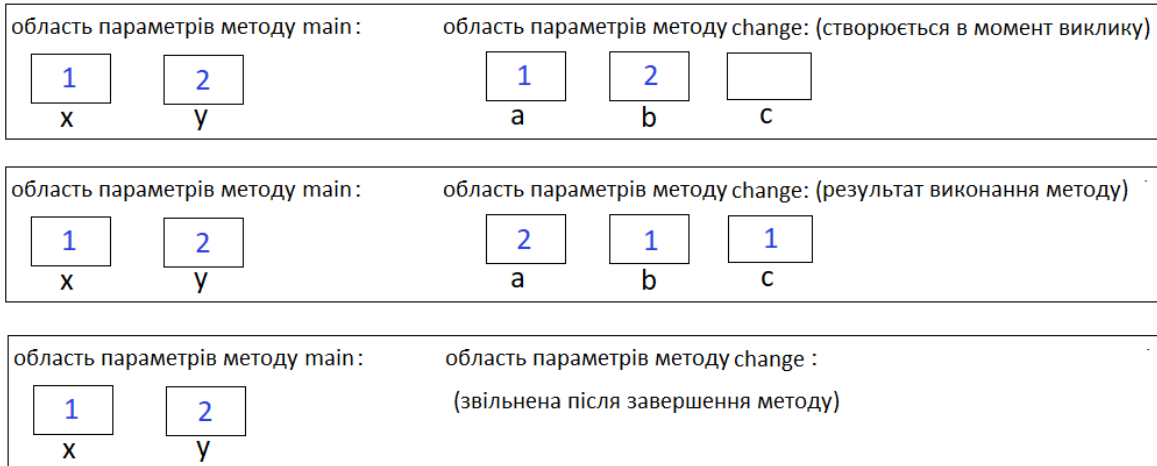 область параметрів методу main: область параметрів методу change: (створюється в момент виклику)
1 2 1 2
x y a b c
область параметрів методу main: область параметрів методу change: (результат виконання методу)
1 2 2 1 1
x y a b c
область параметрів методу main: область параметрів методу change :
1 2 (звільнена після завершення методу)
x y